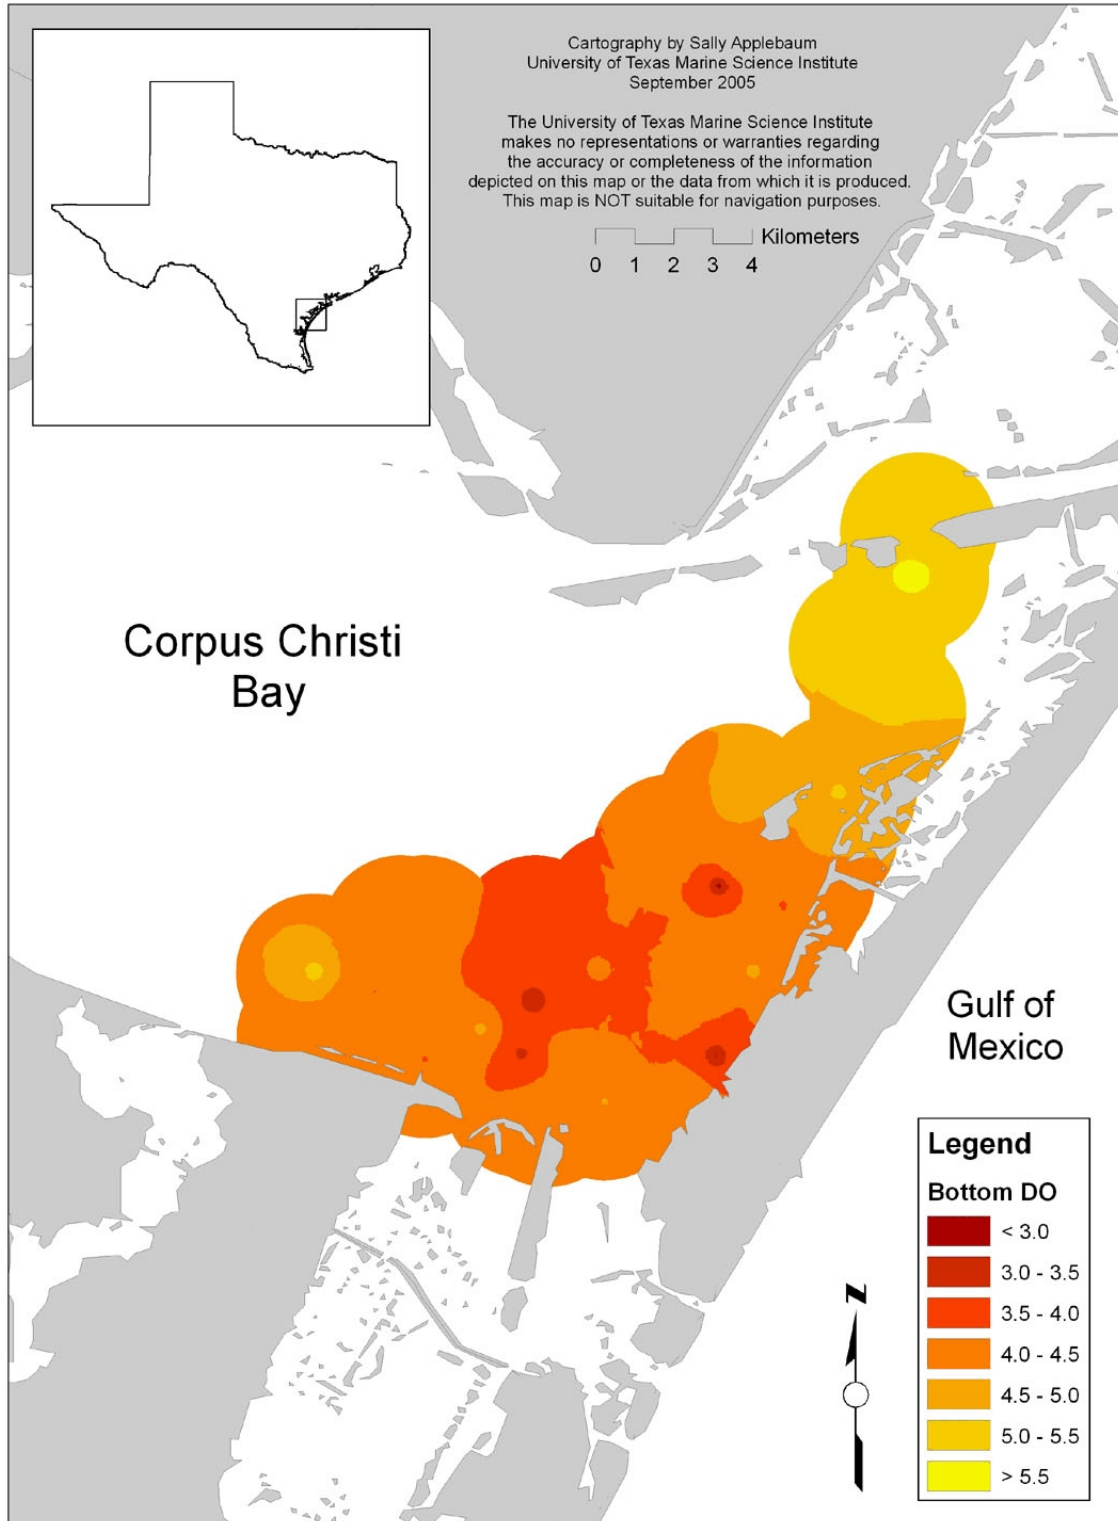 Cartography by Sally Applebaum
University of Texas Marine Science Institute
September 2005
The University of Texas Marine Science Institute
makes no representations or warranties regarding
the accuracy or completeness of the information
depicted on this map or the data from which it is produced.
This map is NOT suitable for navigation purposes.
Kilometers
0 1 2 3 4
Corpus Christi
Bay
Gulf of
Mexico
Legend
Bottom DO
< 3.0
3.0 - 3.5
3.5 - 4.0
4.0 - 4.5
4.5 - 5.0
5.0 - 5.5
> 5.5
N